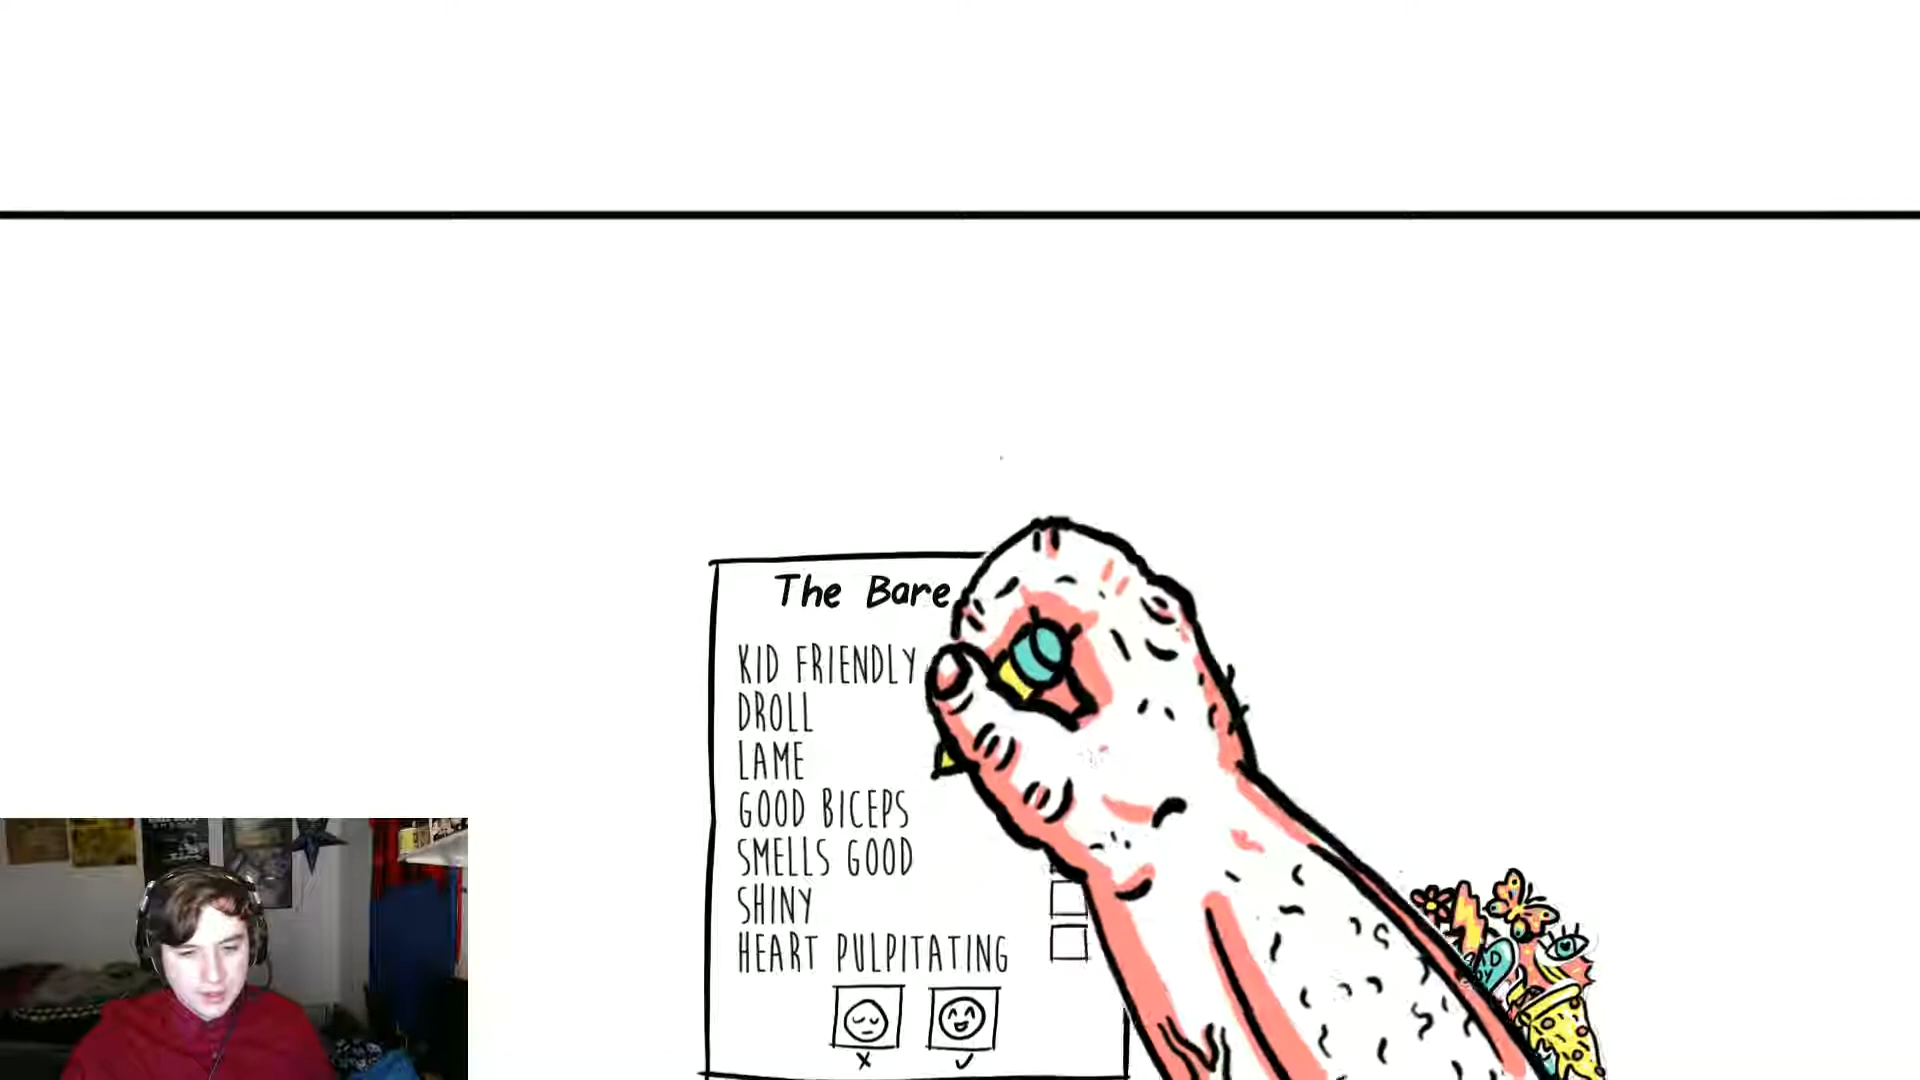 The Bare
KID FRIENDLY
DROLL
LAME
GOOD BICEPS
SMELLS GOOD
SHINY
HEART PULPITATING
X